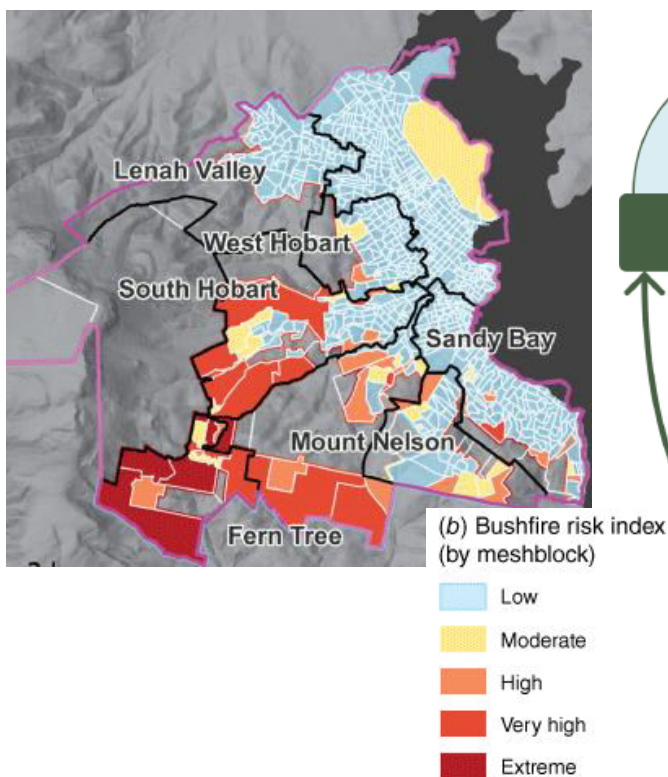 Lenah Valley
West Hobart
South Hobart
Sandy Bay
Mount Nelson
Fern Tree
(b) Bushfire risk index
(by meshblock)
Low
Moderate
High
Very high
Extreme